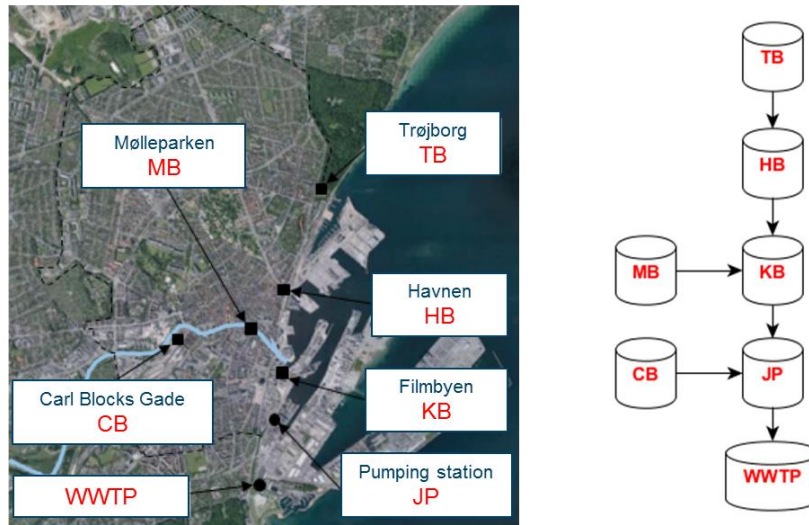 Mølleparken
MB
Trøjborg
TB
Havnen
HB
Carl Blocks Gade
CB
Filmbyen
KB
WWTP
Pumping station
JP
TB
HB
MB
KB
CB
JP
WWTP